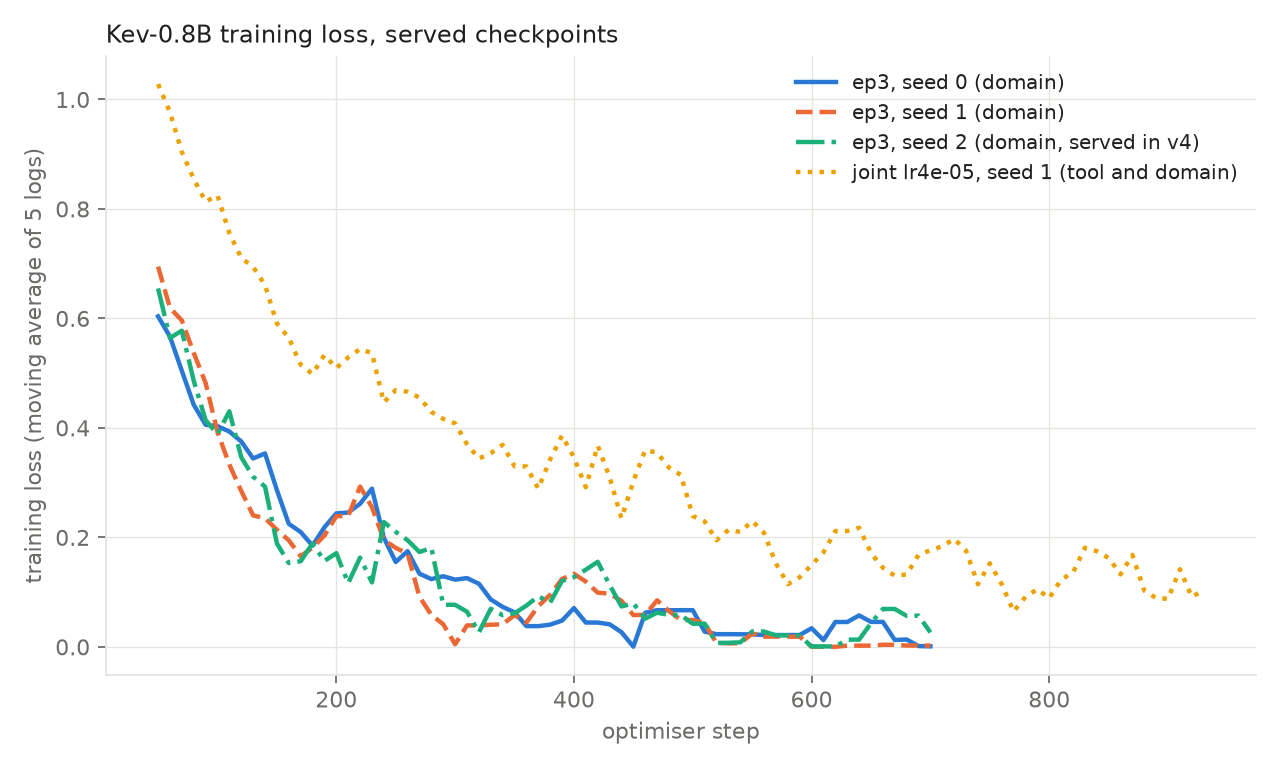 Kev-0.8B training loss, served checkpoints
ep3, seed 0 (domain)
ep3, seed 1 (domain)
ep3, seed 2 (domain, served in v4)
joint lr4e-05, seed 1 (tool and domain)
training loss (moving average of 5 logs)
1.0
0.8
0.6
0.4
0.2
0.0
200
400
600
800
optimiser step